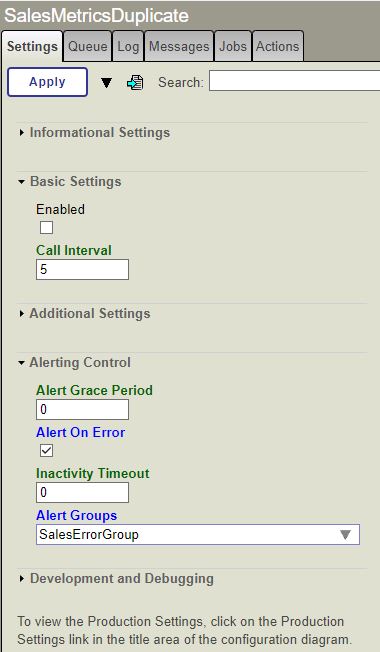 SalesMetricsDuplicate
Settings Queue Log Messages Jobs Actions
Apply Search:
Informational Settings
Basic Settings
Enabled
Call Interval
5
Additional Settings
Alerting Control
Alert Grace Period
0
Alert On Error
Inactivity Timeout
0
Alert Groups
SalesErrorGroup
Development and Debugging
To view the Production Settings, click on the Production
Settings link in the title area of the configuration diagram.